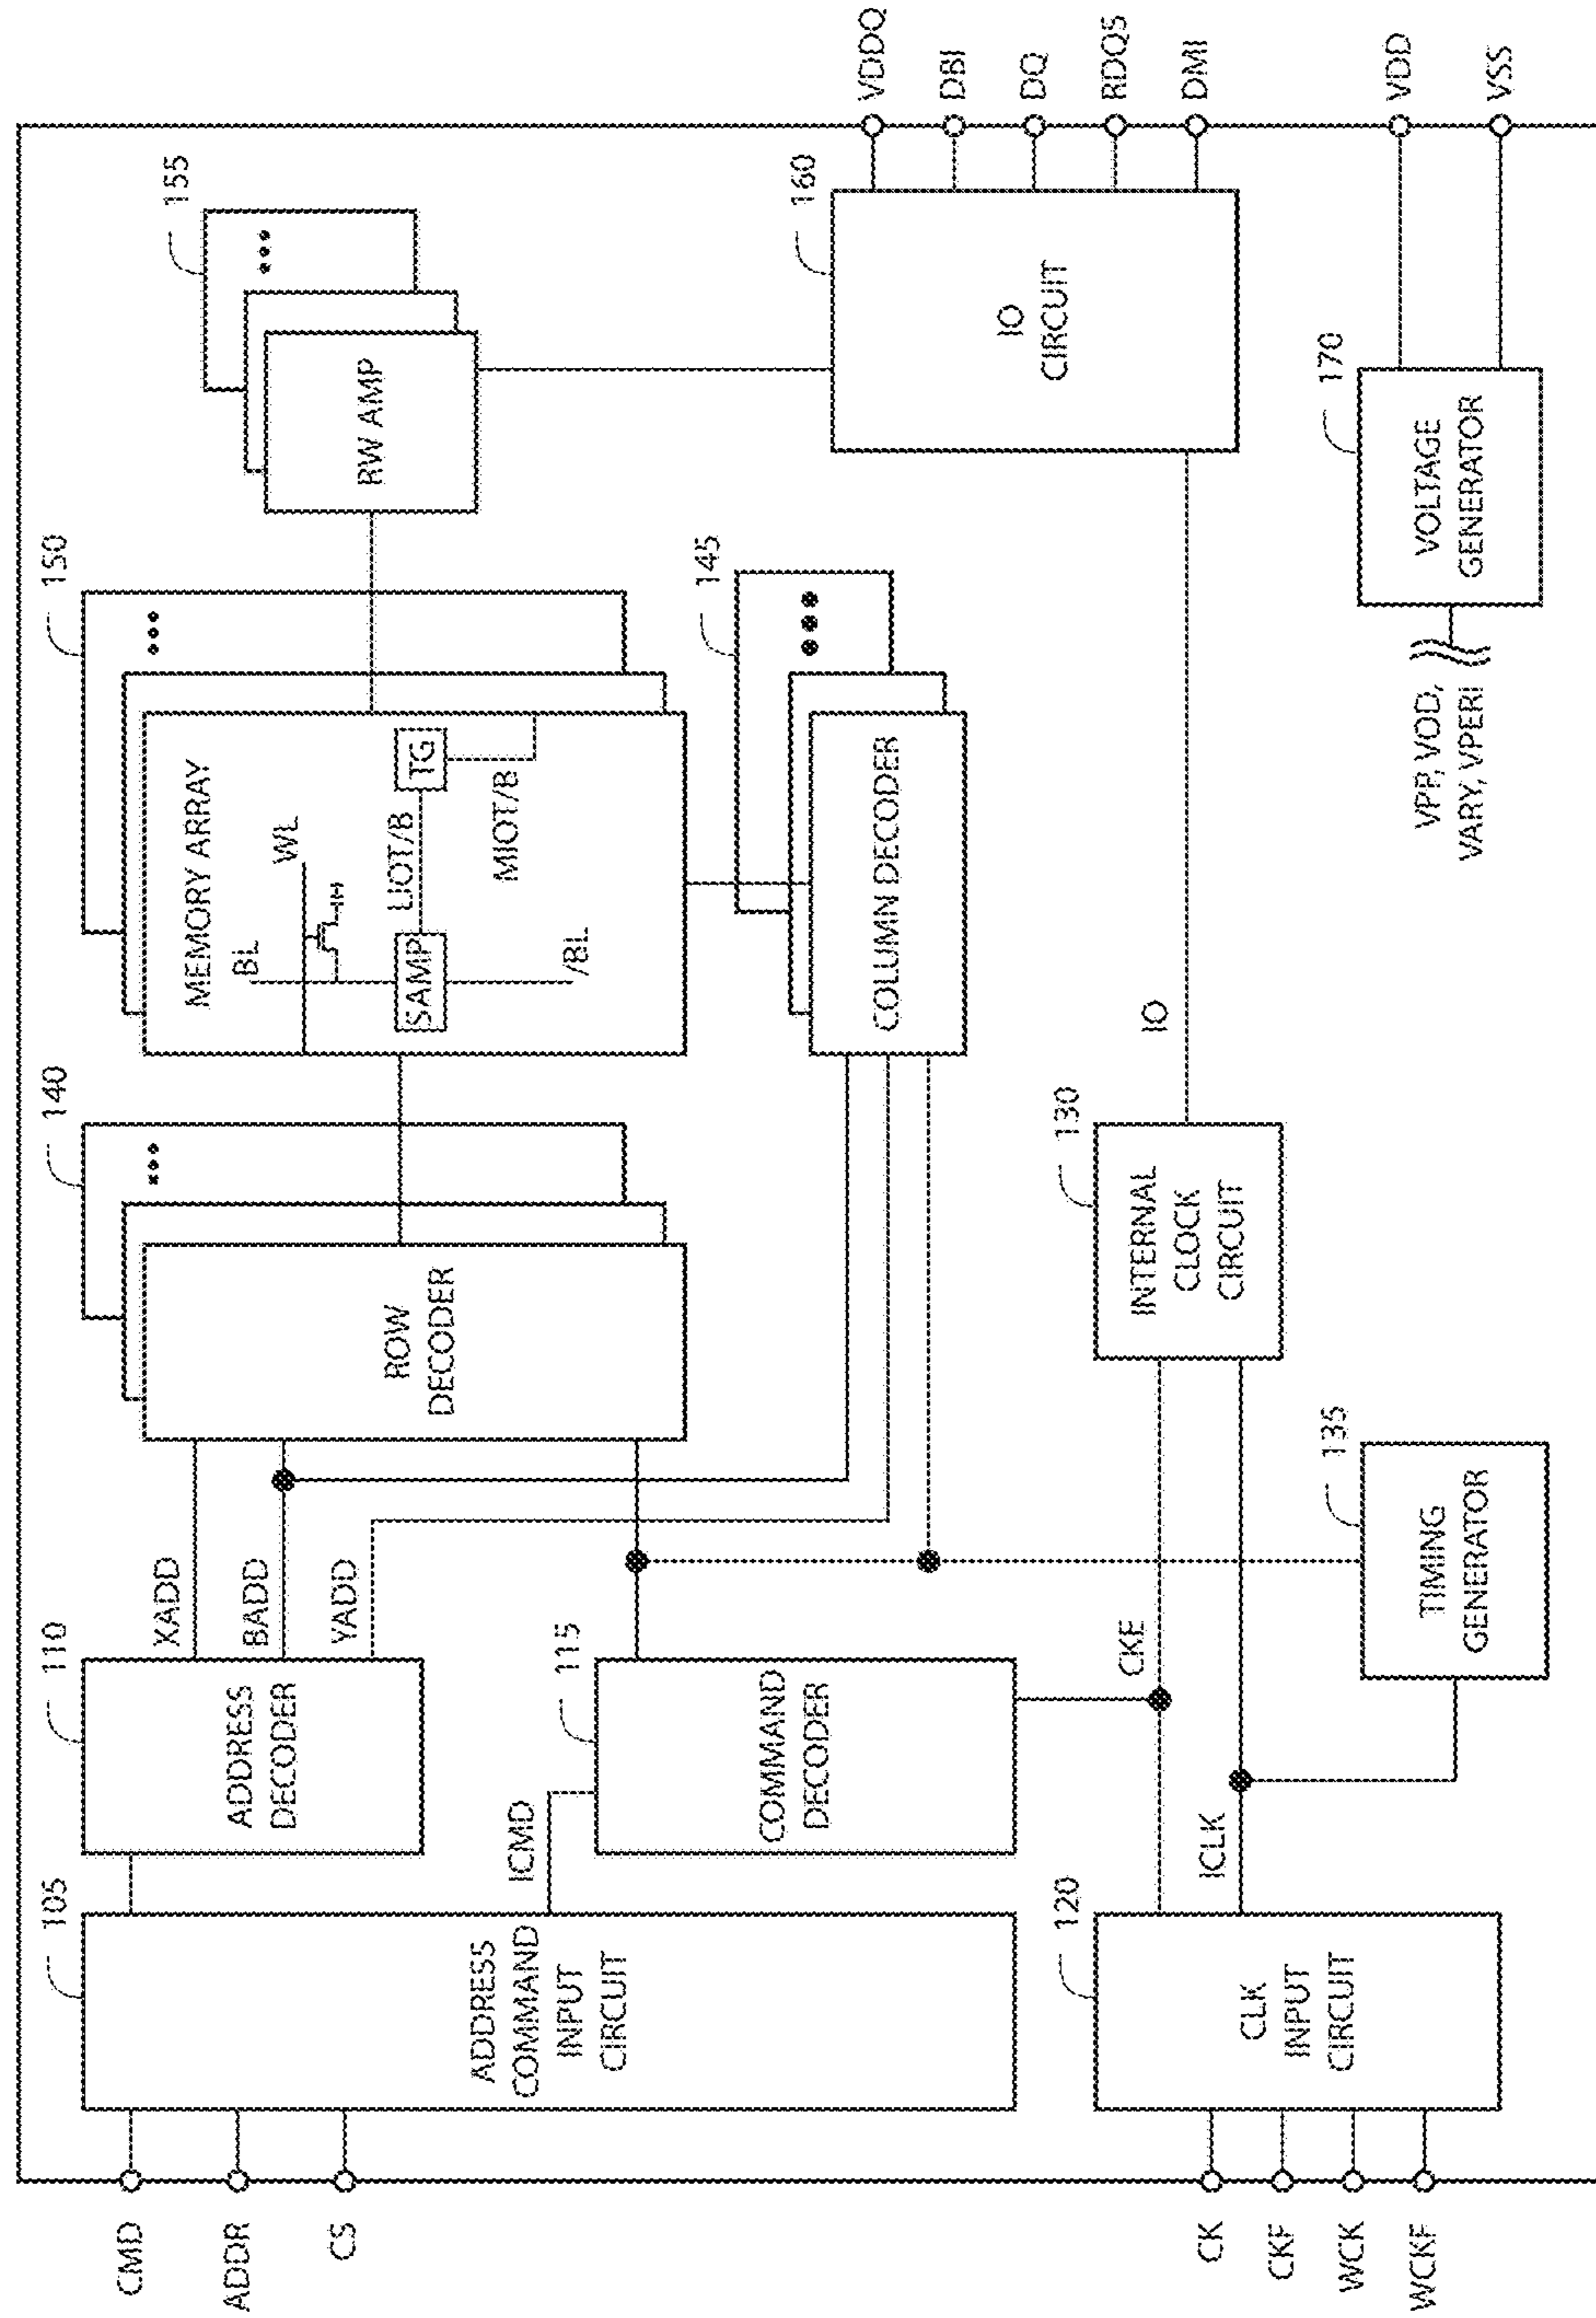 CMD
ADDR
CS
CK
CKF
WCK
WCKF
105
ADDRESS
COMMAND
INPUT
CIRCUIT
120
CLK
INPUT
CIRCUIT
110
ADDRESS
DECODER
ICMD
115
COMMAND
DECODER
ICLK
CKE
XADD
BADD
YADD
135
TIMING
GENERATOR
140
ROW
DECODER
130
INTERNAL
CLOCK
CIRCUIT
IO
150
MEMORY ARRAY
BL
WL
SAMP
/BL
LIOT/B
TG
MIOT/B
145
COLUMN DECODER
155
RW AMP
160
IO
CIRCUIT
170
VOLTAGE
GENERATOR
VPP, VOD,
VARY, VPERI
VDDQ
DBI
DQ
RDQS
DMI
VDD
VSS